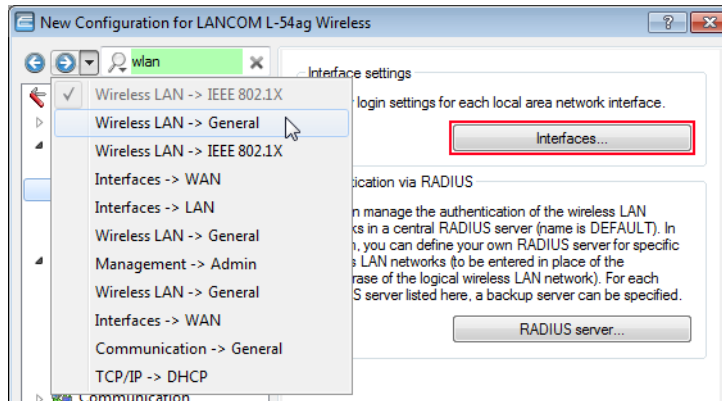 New Configuration for LANCOM L-54ag Wireless
wlan
Wireless LAN -> IEEE 802.1X
Wireless LAN -> General
Wireless LAN -> IEEE 802.1X
Interfaces -> WAN
Interfaces -> LAN
Wireless LAN -> General
Management -> Admin
Wireless LAN -> General
Interfaces -> WAN
Communication -> General
TCP/IP -> DHCP
Communication
Interface settings
login settings for each local area network interface.
Interfaces...
via RADIUS
manage the authentication of the wireless LAN
in a central RADIUS server (name is DEFAULT). In
you can define your own RADIUS server for specific
LAN networks (to be entered in place of the
of the logical wireless LAN network). For each
server listed here, a backup server can be specified.
RADIUS server...